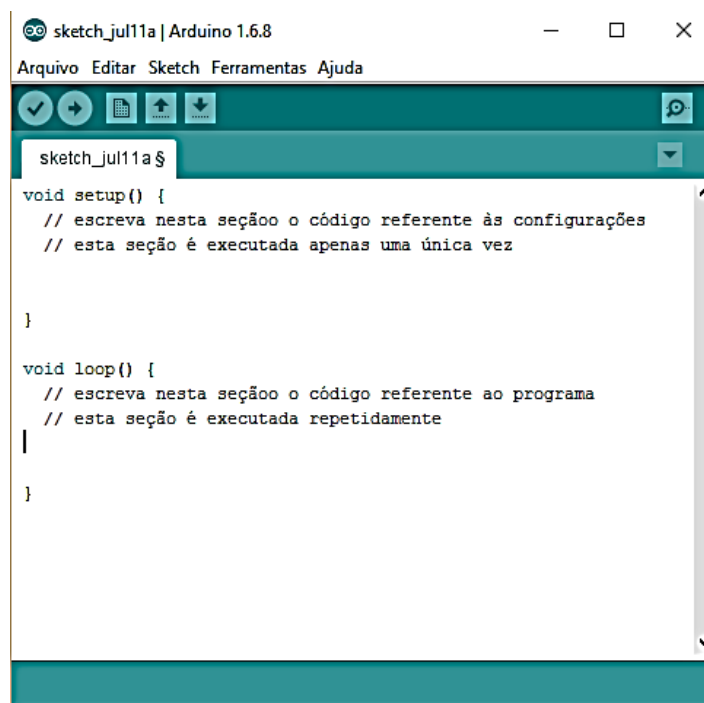 sketch_jul11a | Arduino 1.6.8
Arquivo Editar Sketch Ferramentas Ajuda
sketch_jul11a §
void setup() {
// escreva nesta seçãoo o código referente às configurações
// esta seção é executada apenas uma única vez
}
void loop() {
// escreva nesta seçãoo o código referente ao programa
// esta seção é executada repetidamente
}